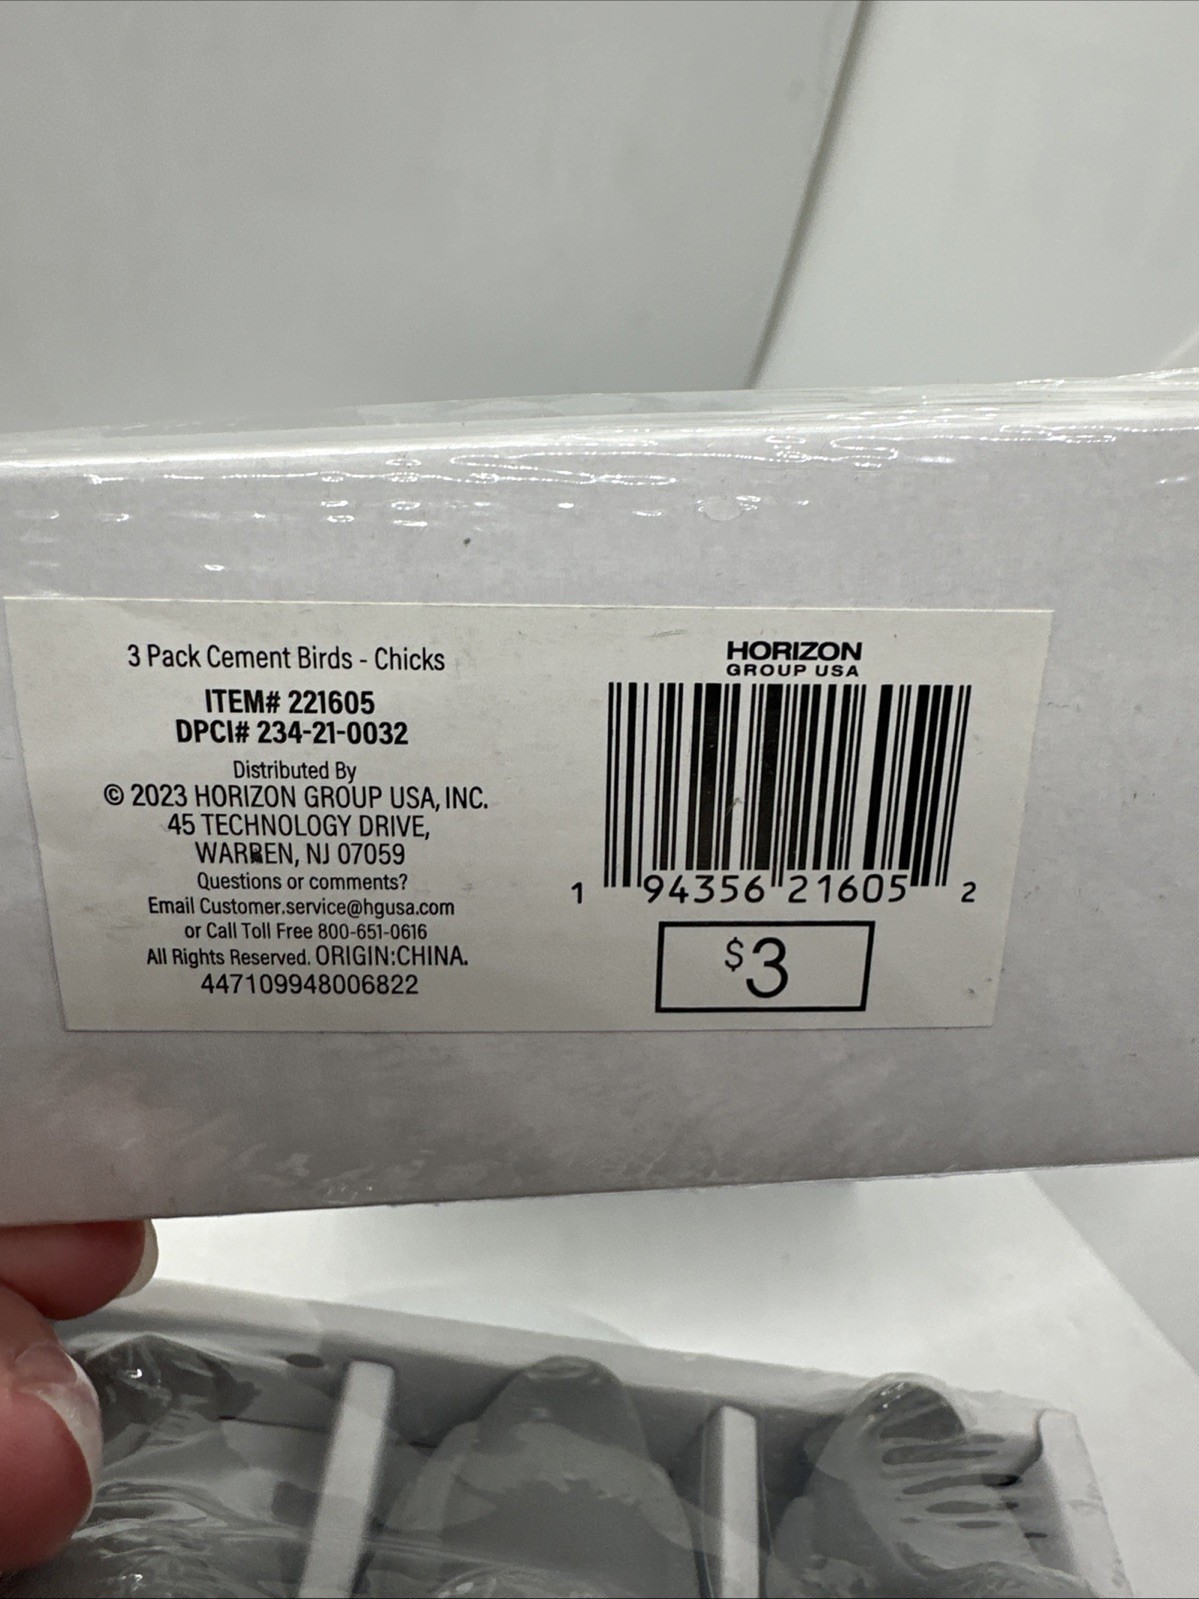 3 Pack Cement Birds - Chicks
ITEM# 221605
DPCI# 234-21-0032
Distributed By
© 2023 HORIZON GROUP USA, INC.
45 TECHNOLOGY DRIVE,
WARREN, NJ 07059
Questions or comments?
Email Customer.service@hgusa.com
or Call Toll Free 800-651-0616
All Rights Reserved. ORIGIN:CHINA.
447109948006822
HORIZON
GROUP USA
1 94356 21605 2
$3